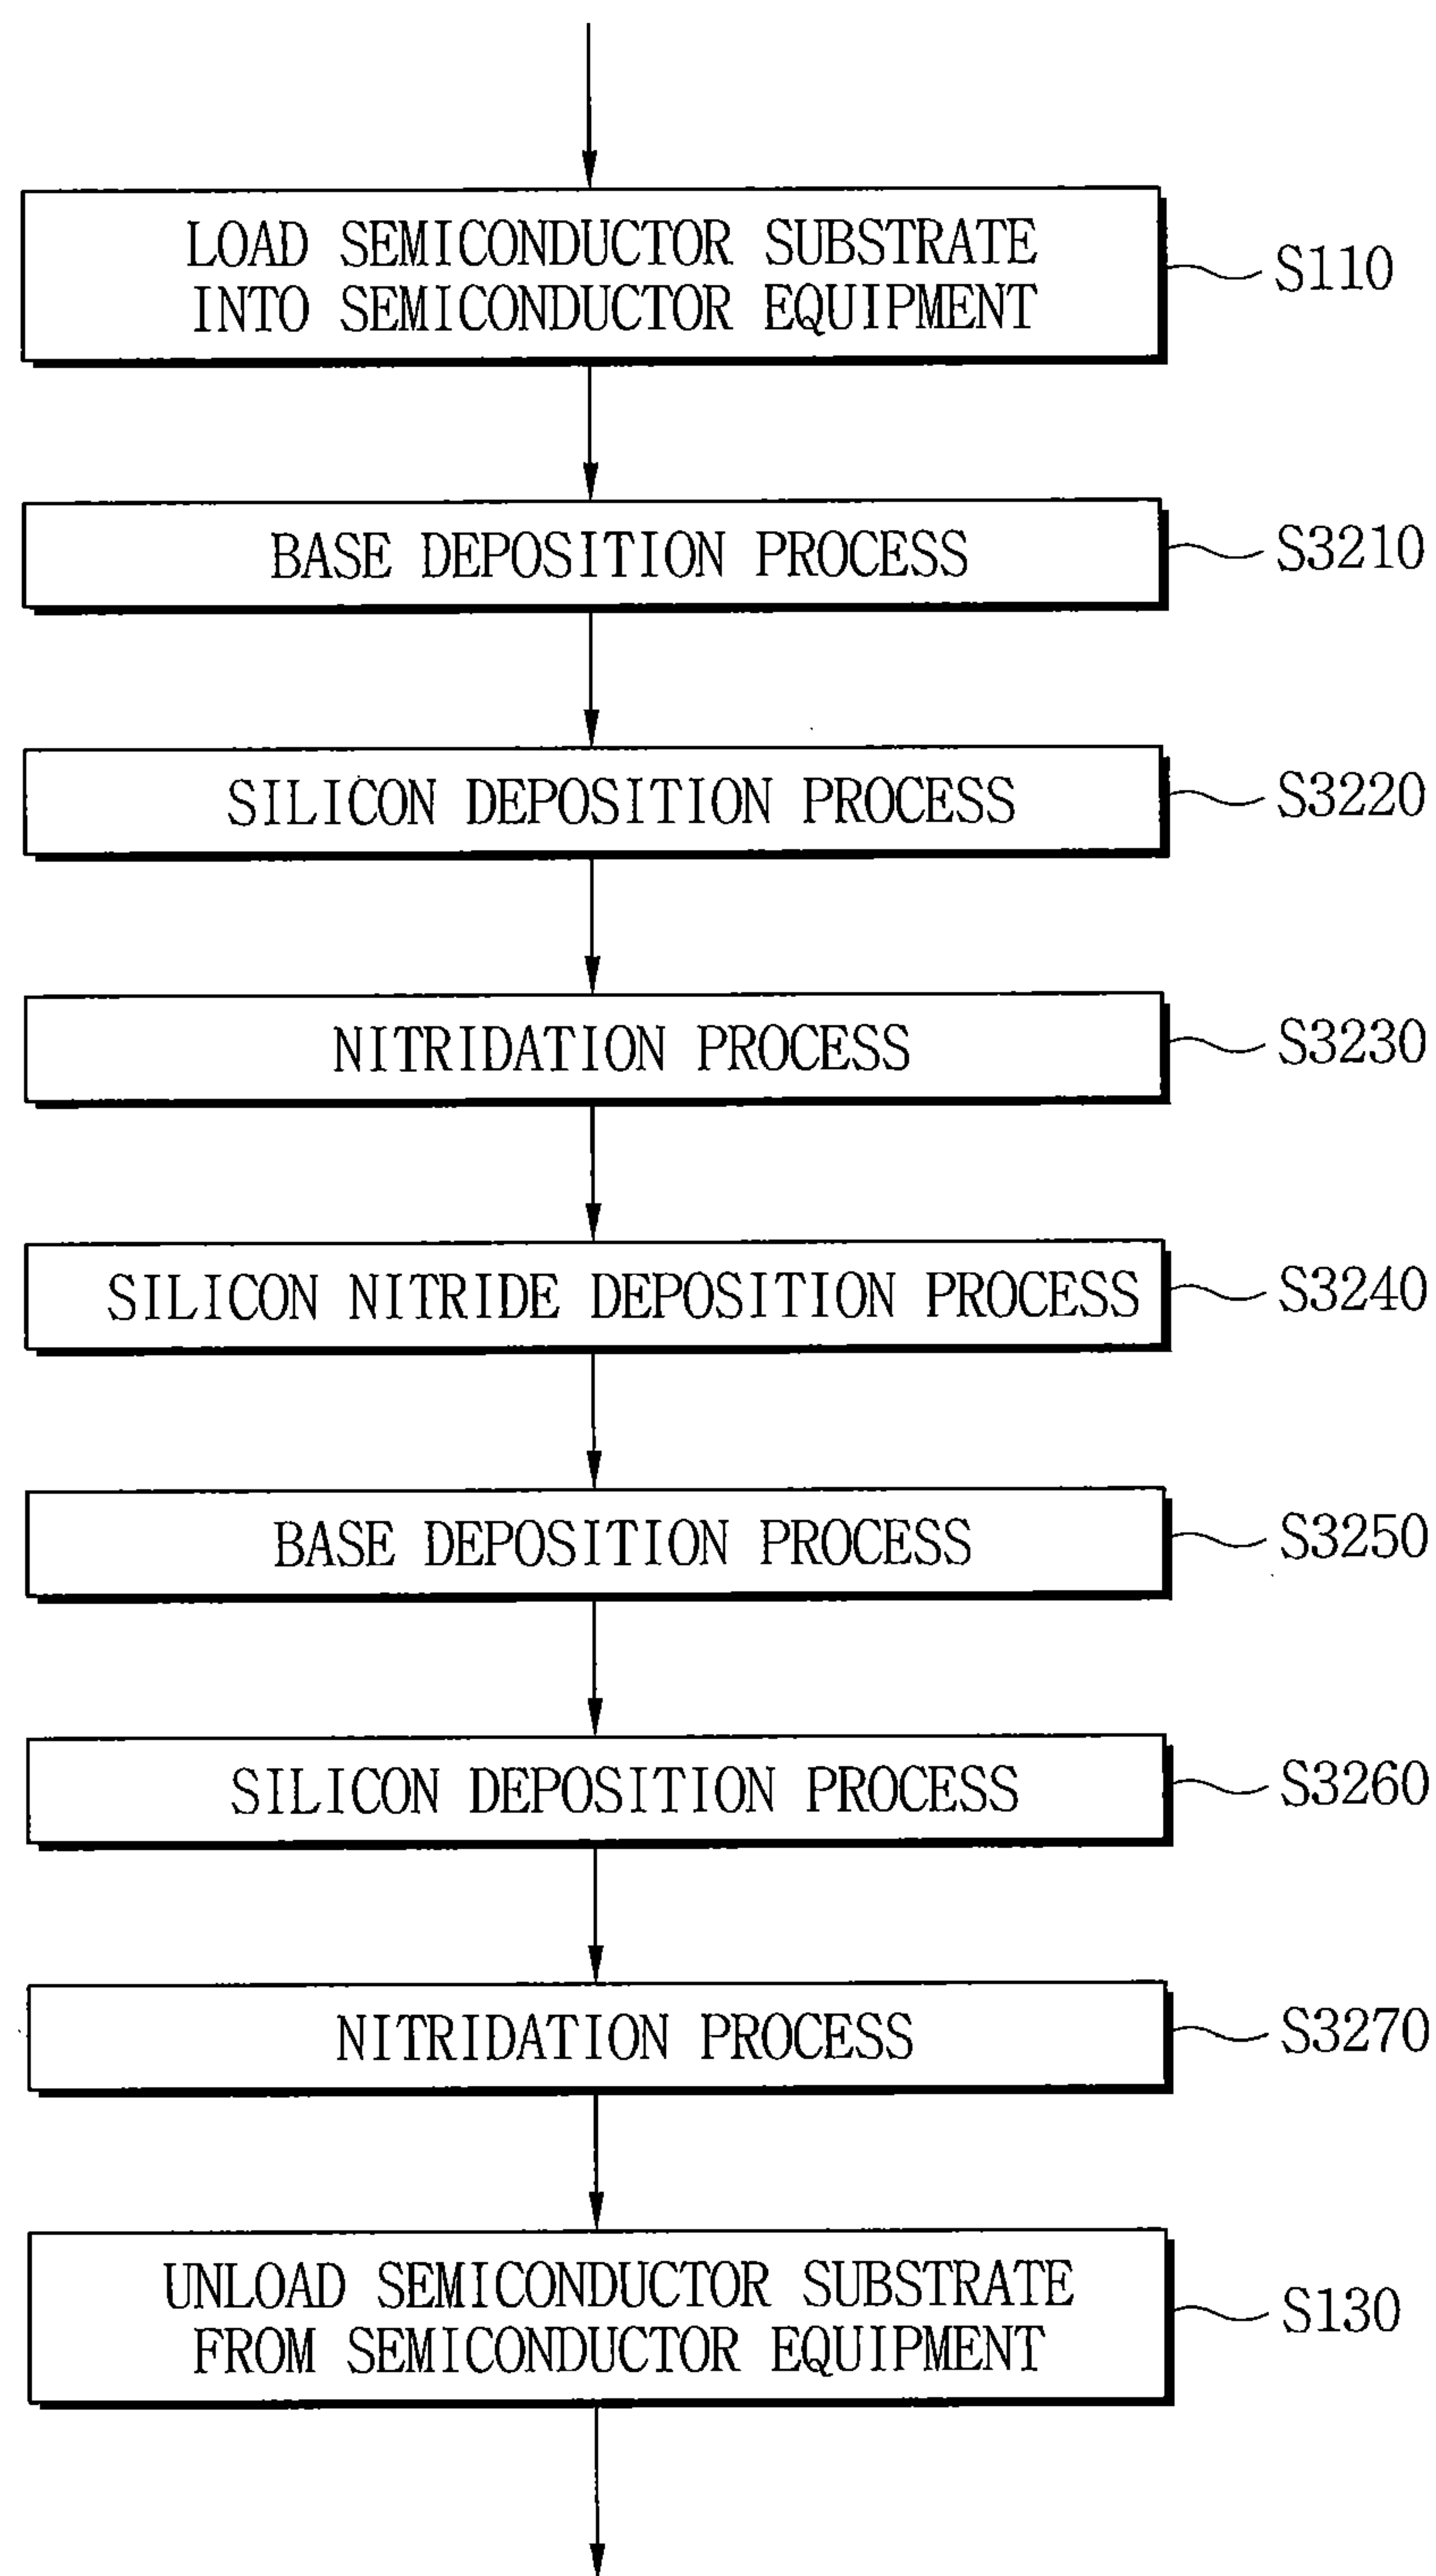 LOAD SEMICONDUCTOR SUBSTRATE
INTO SEMICONDUCTOR EQUIPMENT
S110
BASE DEPOSITION PROCESS
S3210
SILICON DEPOSITION PROCESS
S3220
NITRIDATION PROCESS
S3230
SILICON NITRIDE DEPOSITION PROCESS
S3240
BASE DEPOSITION PROCESS
S3250
SILICON DEPOSITION PROCESS
S3260
NITRIDATION PROCESS
S3270
UNLOAD SEMICONDUCTOR SUBSTRATE
FROM SEMICONDUCTOR EQUIPMENT
S130